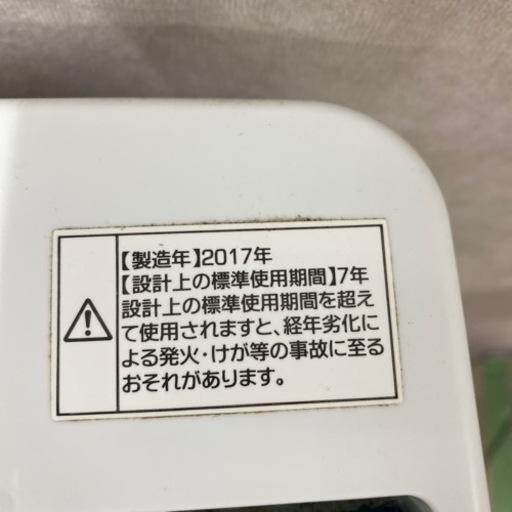 【製造年】2017年
【設計上の標準使用期間】7年
設計上の標準使用期間を超え
て使用されますと、経年劣化に
よる発火・けが等の事故に至る
おそれがあります。